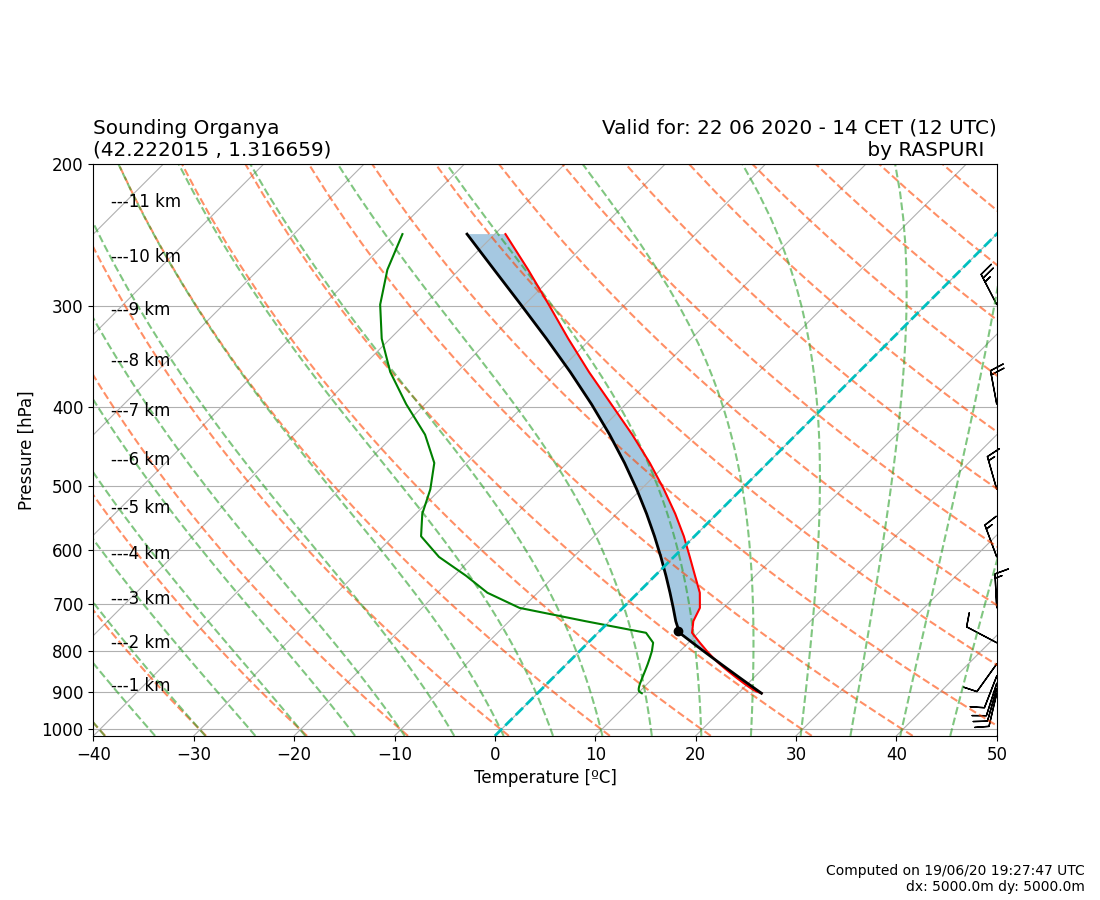 Sounding Organya
(42.222015 , 1.316659)
Valid for: 22 06 2020 - 14 CET (12 UTC)
by RASPURI
200
300
400
500
600
700
800
900
1000
Pressure [hPa]
---11 km
---10 km
---9 km
---8 km
---7 km
---6 km
---5 km
---4 km
---3 km
---2 km
---1 km
−40 −30 −20 −10 0 10 20 30 40 50
Temperature [ºC]
Computed on 19/06/20 19:27:47 UTC
dx: 5000.0m dy: 5000.0m